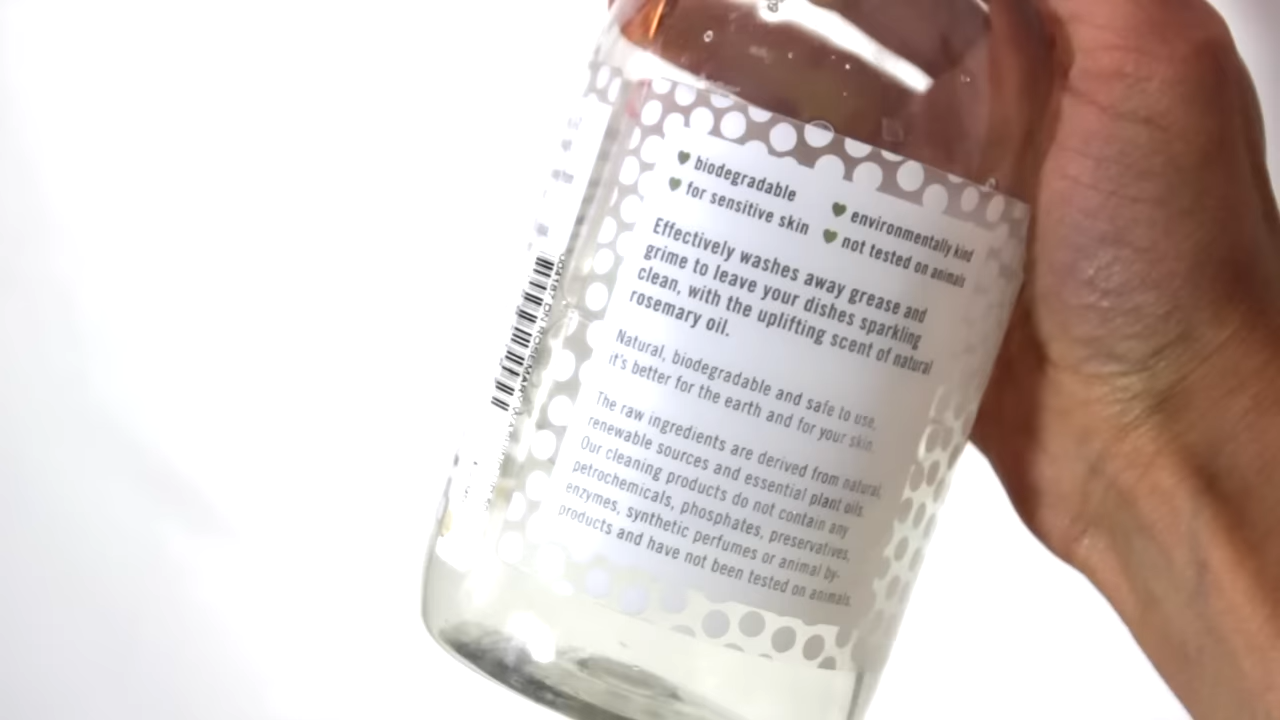 biodegradable
for sensitive skin
environmentally kind
not tested on animals
Effectively washes away grease and
grime to leave your dishes sparkling
clean, with the uplifting scent of natural
rosemary oil.
Natural, biodegradable and safe to use,
it's better for the earth and for your skin.
The raw ingredients are derived from natural,
renewable sources and essential plant oils.
Our cleaning products do not contain any
petrochemicals, phosphates, preservatives,
enzymes, synthetic perfumes or animal by-
products and have not been tested on animals.
ROSEMARY